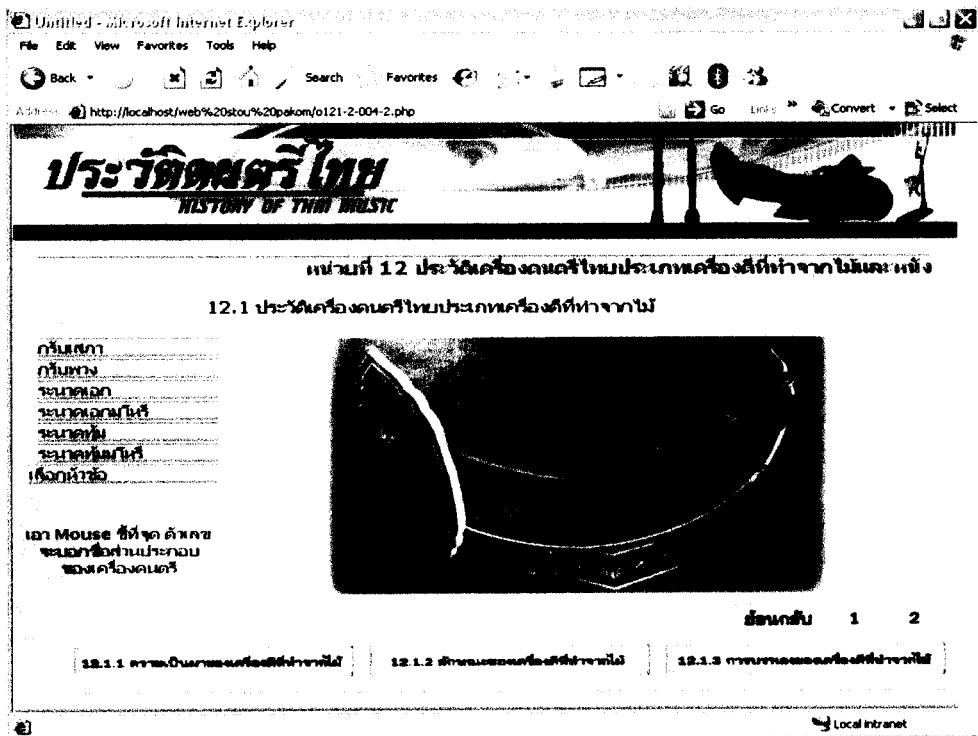 Untitled - Microsoft Internet Explorer
File Edit View Favorites Tools Help
Back Search Favorites
Address http://localhost/web%20stou%20pakom/o121-2-004-2.php Go Links » Convert Select
ประวัติดนตรีไทย
HISTORY OF THAI MUSIC
หน่วยที่ 12 ประวัติเครื่องดนตรีไทยประเภทเครื่องตีที่ทำจากไม้และหนัง
12.1 ประวัติเครื่องดนตรีไทยประเภทเครื่องตีที่ทำจากไม้
กรับเสภา
กรับพวง
ระนาดเอก
ระนาดเอกมโหรี
ระนาดทุ้ม
ระนาดทุ้มมโหรี
เลือกหัวข้อ
เอา Mouse ชี้ที่จุด ตัวเลข
จะบอกชื่อส่วนประกอบ
ของเครื่องดนตรี
ย้อนกลับ 1 2
12.1.1 ความเป็นมาของเครื่องตีที่ทำจากไม้ 12.1.2 ลักษณะของเครื่องตีที่ทำจากไม้ 12.1.3 การบรรเลงของเครื่องตีที่ทำจากไม้
Local intranet